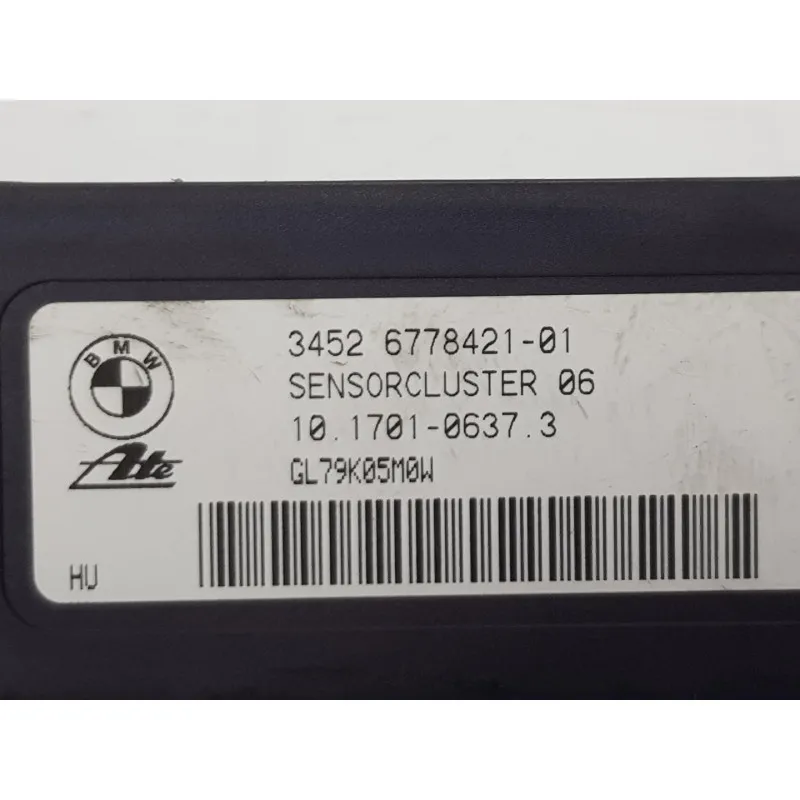 BMW
Ate
3452 6778421-01
SENSORCLUSTER 06
10.1701-0637.3
GL79K05M0W
HU